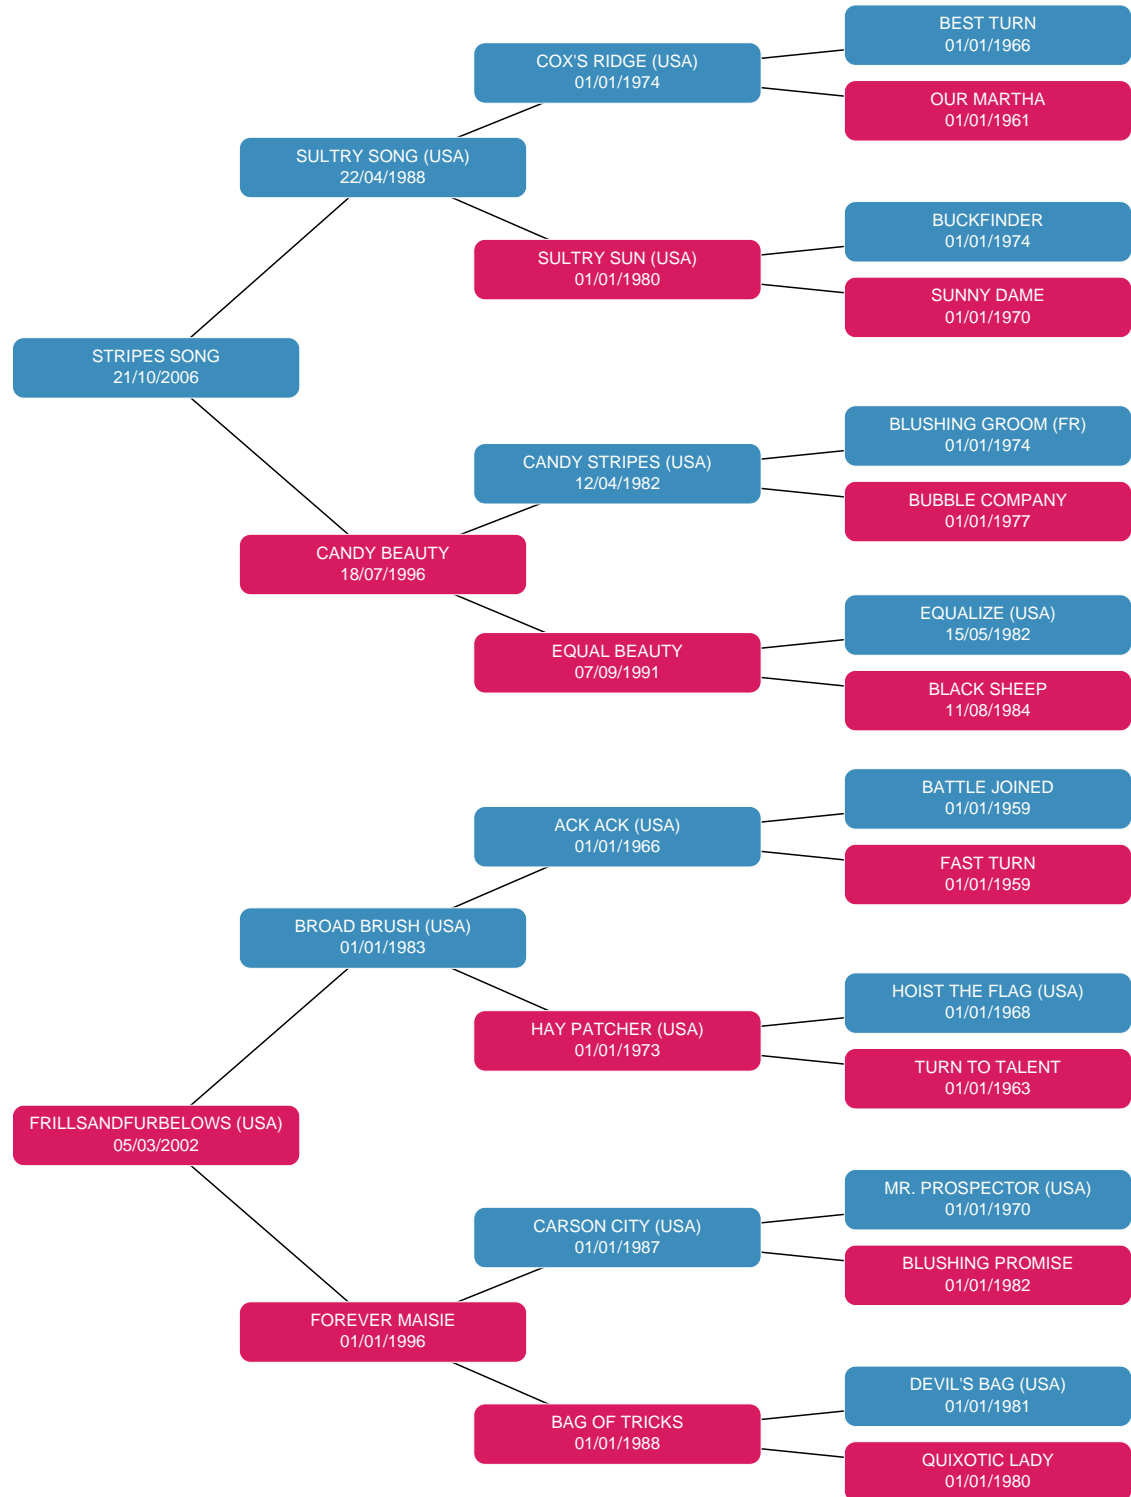 BEST TURN
01/01/1966
COX'S RIDGE (USA)
01/01/1974
OUR MARTHA
01/01/1961
SULTRY SONG (USA)
22/04/1988
BUCKFINDER
01/01/1974
SULTRY SUN (USA)
01/01/1980
SUNNY DAME
01/01/1970
STRIPES SONG
21/10/2006
BLUSHING GROOM (FR)
01/01/1974
CANDY STRIPES (USA)
12/04/1982
BUBBLE COMPANY
01/01/1977
CANDY BEAUTY
18/07/1996
EQUALIZE (USA)
15/05/1982
EQUAL BEAUTY
07/09/1991
BLACK SHEEP
11/08/1984
BATTLE JOINED
01/01/1959
ACK ACK (USA)
01/01/1966
FAST TURN
01/01/1959
BROAD BRUSH (USA)
01/01/1983
HOIST THE FLAG (USA)
01/01/1968
HAY PATCHER (USA)
01/01/1973
TURN TO TALENT
01/01/1963
FRILLSANDFURBELOWS (USA)
05/03/2002
MR. PROSPECTOR (USA)
01/01/1970
CARSON CITY (USA)
01/01/1987
BLUSHING PROMISE
01/01/1982
FOREVER MAISIE
01/01/1996
DEVIL'S BAG (USA)
01/01/1981
BAG OF TRICKS
01/01/1988
QUIXOTIC LADY
01/01/1980